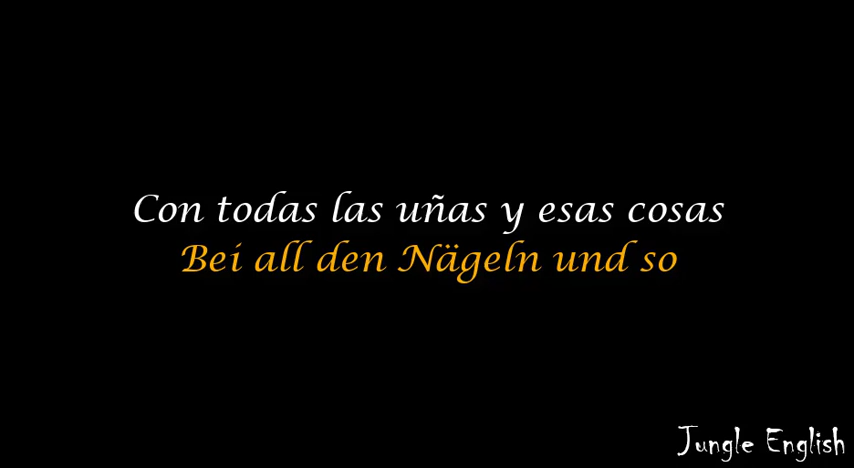 Con todas las uñas y esas cosas
Bei all den Nägeln und so
Jungle English